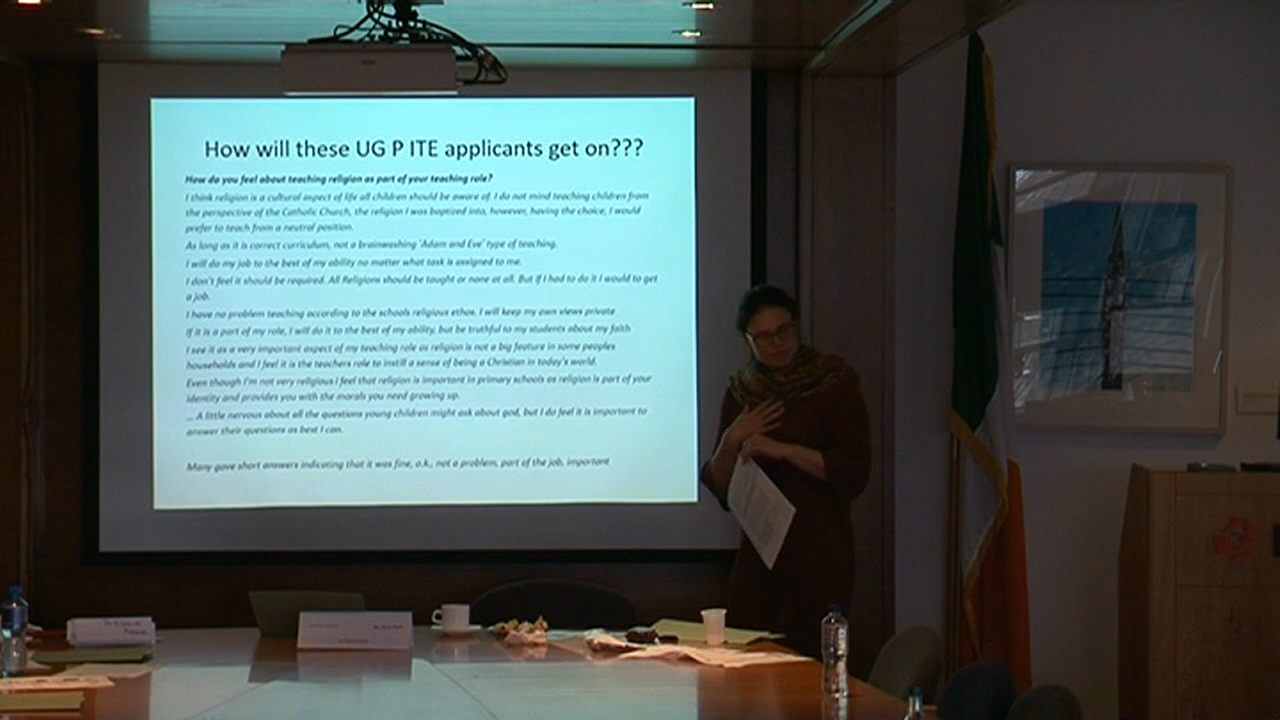 How will these UG P ITE applicants get on???
How do you feel about teaching religion as part of your teaching role?
I think religion is a cultural aspect of life all children should be aware of. I do not mind teaching children from
the perspective of the Catholic Church, the religion I was baptized into, however, having the choice, I would
prefer to teach from a neutral position.
As long as it is correct curriculum, not a brainwashing 'Adam and Eve' type of teaching.
I will do my job to the best of my ability no matter what task is assigned to me.
I don't feel it should be required. All Religions should be taught or none at all. But if I had to do it I would to get
a job.
I have no problem teaching according to the schools religious ethos. I will keep my own views private
If it is a part of my role, I will do it to the best of my ability, but be truthful to my students about my faith
I see it as a very important aspect of my teaching role as religion is not a big feature in some peoples
households and I feel it is the teachers role to instill a sense of being a Christian in today's world.
Even though I'm not very religious I feel that religion is important in primary schools as religion is part of your
identity and provides you with the morals you need growing up.
... A little nervous about all the questions young children might ask about god, but I do feel it is important to
answer their questions as best I can.
Many gave short answers indicating that it was fine, o.k., not a problem, part of the job, important